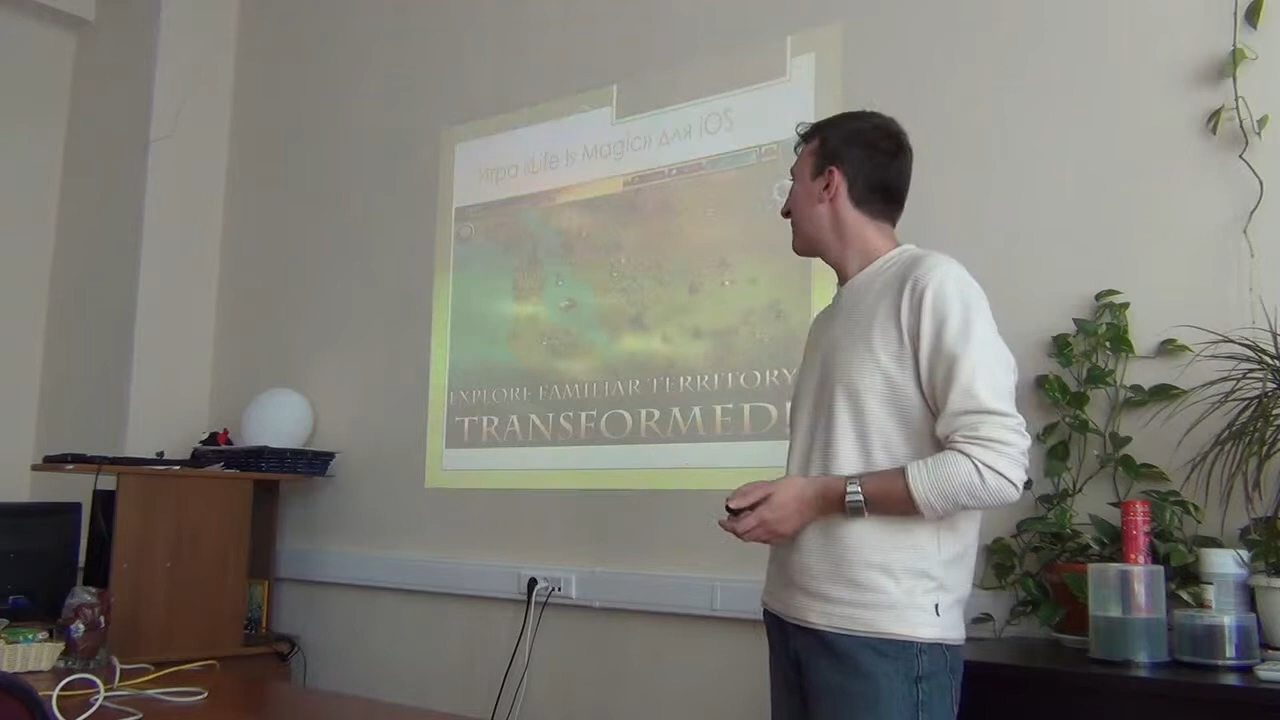 Игра «Life Is Magic» для iOS
EXPLORE FAMILIAR TERRITORY
TRANSFORMED!